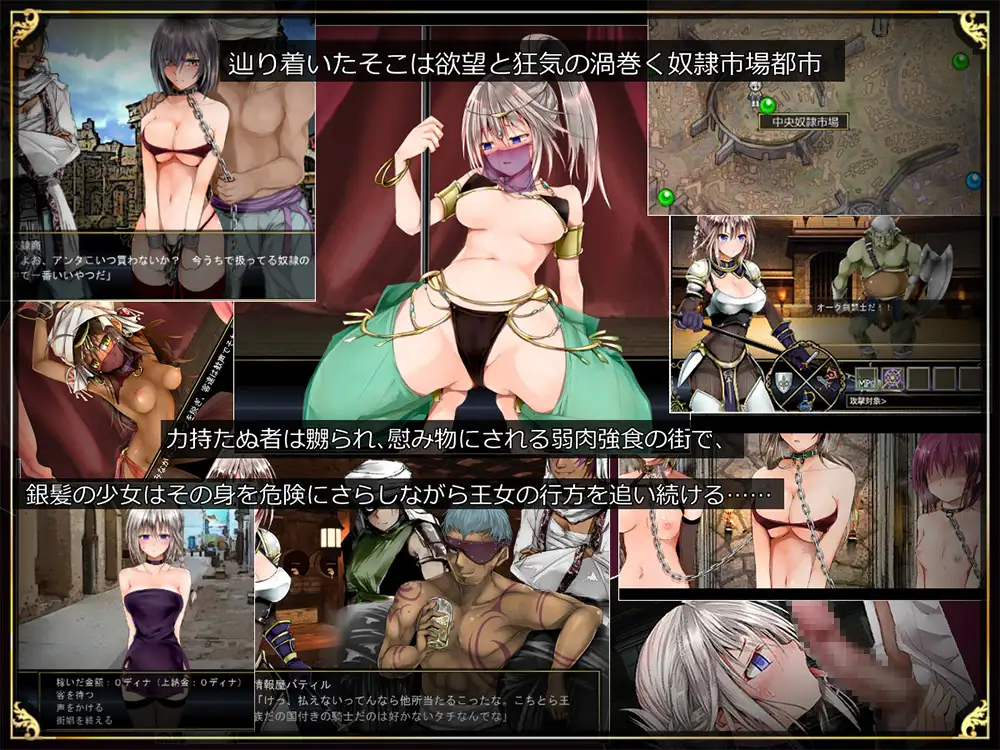 辿り着いたそこは欲望と狂気の渦巻く奴隷市場都市
中央奴隷市場
よお、アンタこいつ買わないか？　今うちで扱ってる奴隷の
で一番いいやつだ」
オーク剣闘士だ！！
MP
攻撃対象>
力持たぬ者は嬲られ、慰み物にされる弱肉強食の街で、
銀髪の少女はその身を危険にさらしながら王女の行方を追い続ける……
稼いだ金額：０ディナ（上納金：０ディナ）
客を待つ
声をかける
街娼を終える
情報屋バティル
「けっ、払えないってんなら他所当たるこったな。こちとら王
族だの国付きの騎士だのは好かないタチなんでな」